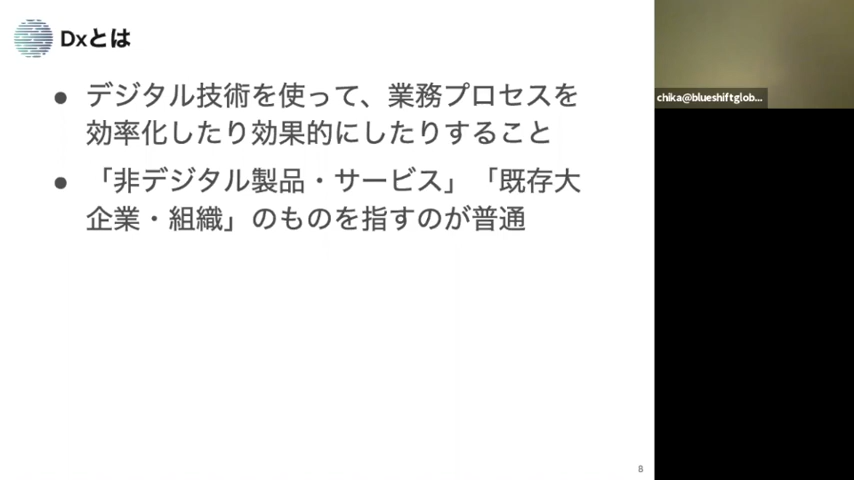 Dxとは
● デジタル技術を使って、業務プロセスを
効率化したり効果的にしたりすること
● 「非デジタル製品・サービス」「既存大
企業・組織」のものを指すのが普通
chika@blueshiftglob...
8